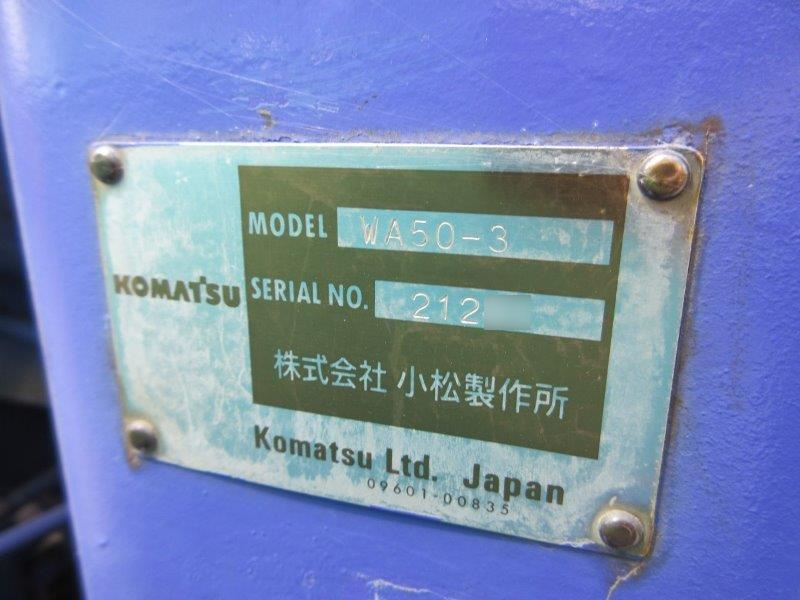 MODEL WA50-3
KOMATSU
SERIAL NO. 212
株式会社 小松製作所
Komatsu Ltd. Japan
09601-00835